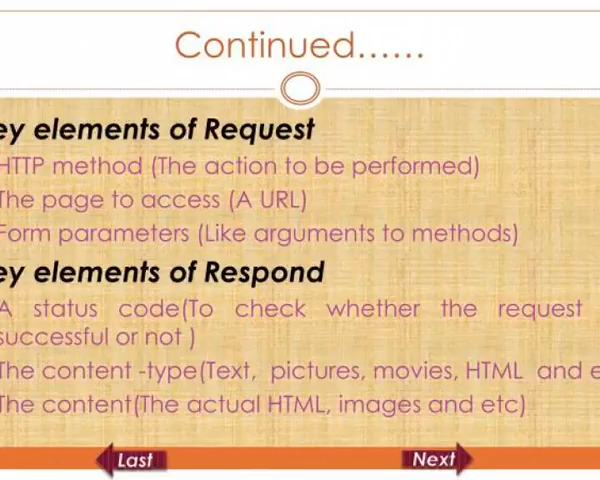 Continued......
ey elements of Request
HTTP method (The action to be performed)
The page to access (A URL)
Form parameters (Like arguments to methods)
ey elements of Respond
A status code(To check whether the request
successful or not )
The content -type(Text, pictures, movies, HTML and e
The content(The actual HTML, images and etc)
Last
Next